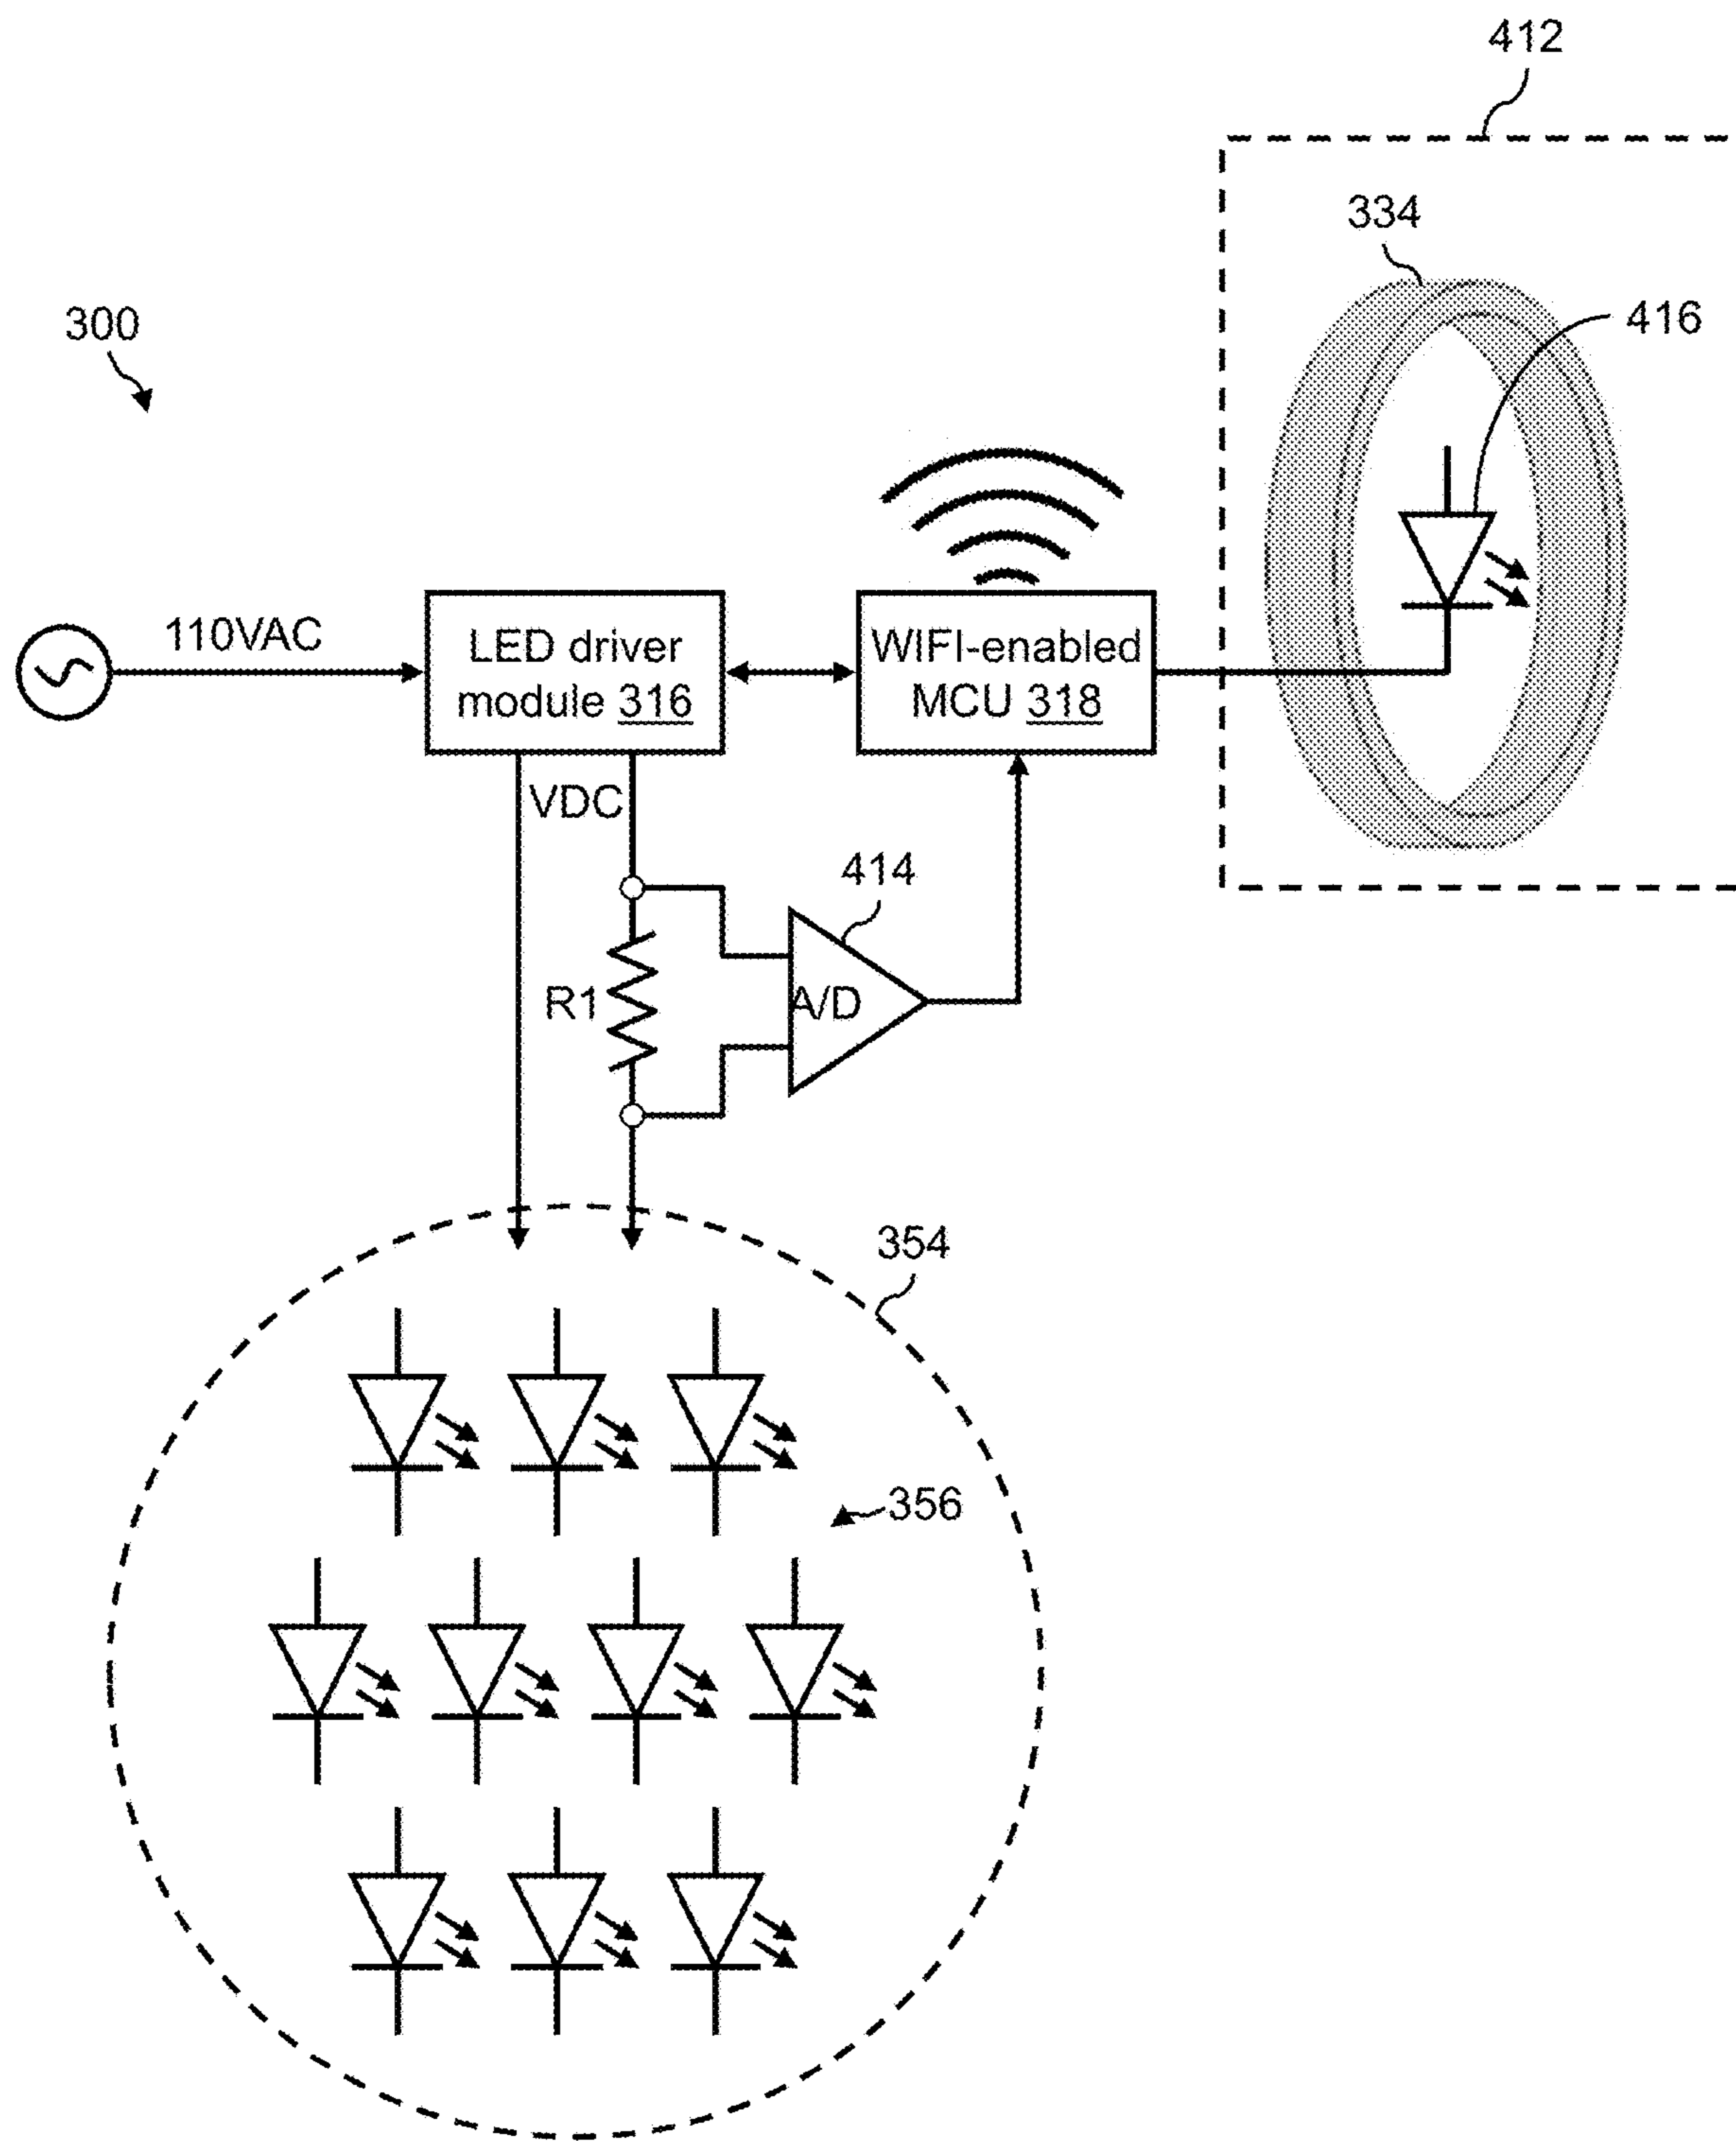 412
334
416
300
110VAC
LED driver
module 316
WIFI-enabled
MCU 318
VDC
414
R1
A/D
354
356